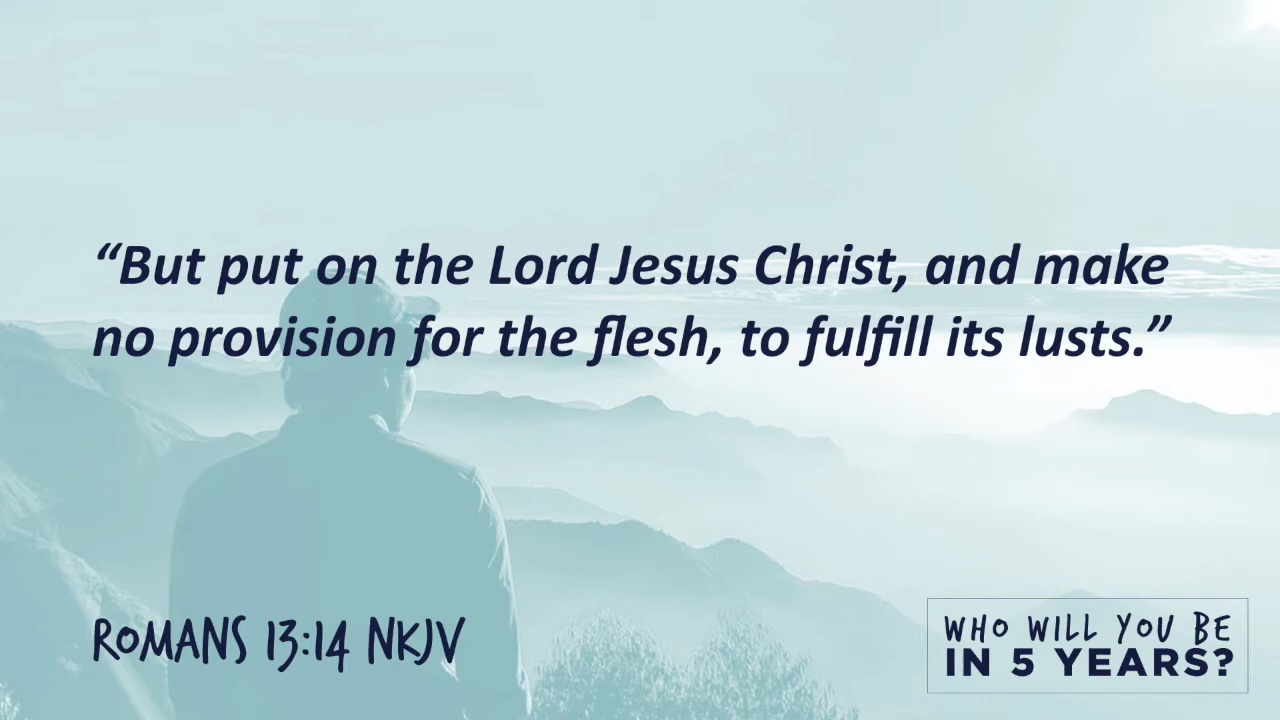 “But put on the Lord Jesus Christ, and make
no provision for the flesh, to fulfill its lusts.”
ROMANS 13:14 NKJV
WHO WILL YOU BE
IN 5 YEARS?